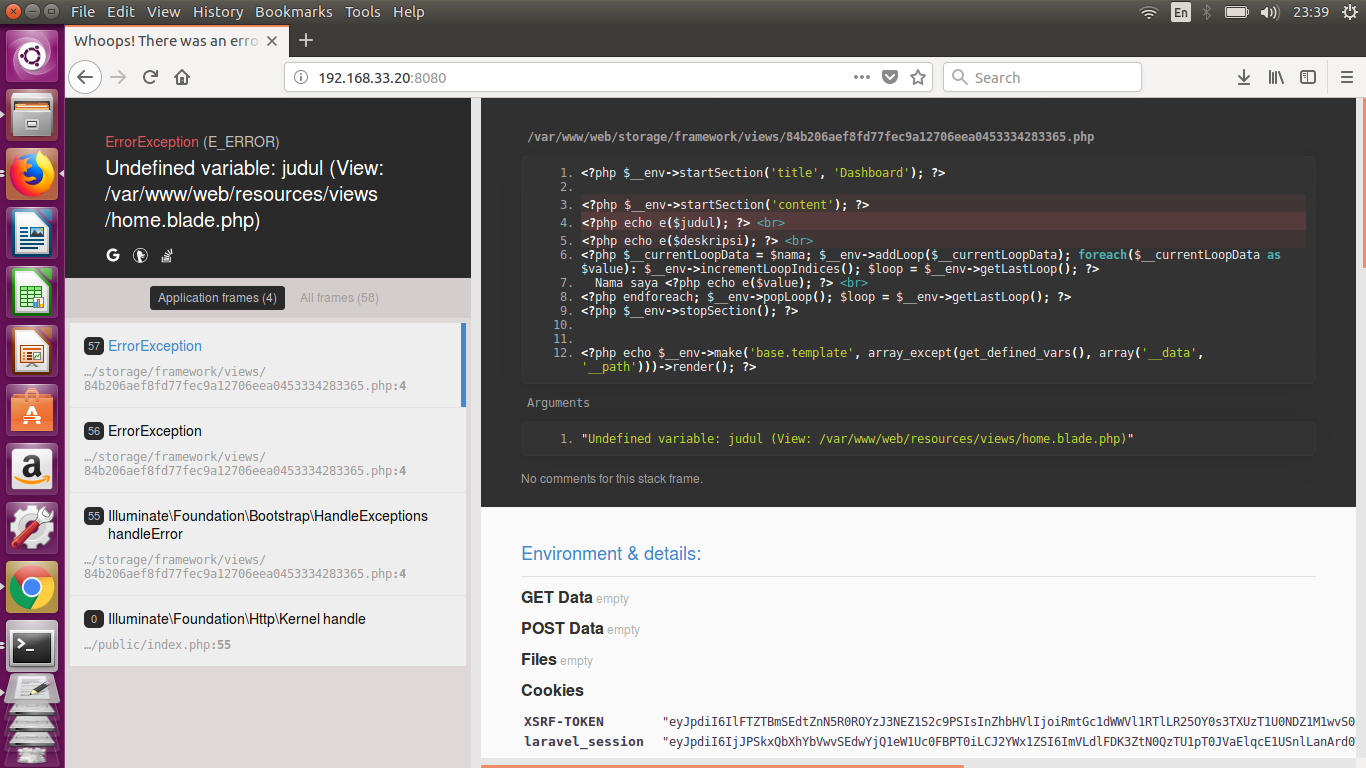 File Edit View History Bookmarks Tools Help
En
23:39
Whoops! There was an erro
192.168.33.20:8080
Search
ErrorException (E_ERROR)
Undefined variable: judul (View:
/var/www/web/resources/views
/home.blade.php)
Application frames (4) All frames (58)
57 ErrorException
…/storage/framework/views/
84b206aef8fd77fec9a12706eea0453334283365.php:4
56 ErrorException
…/storage/framework/views/
84b206aef8fd77fec9a12706eea0453334283365.php:4
55 Illuminate\Foundation\Bootstrap\HandleExceptions
handleError
…/storage/framework/views/
84b206aef8fd77fec9a12706eea0453334283365.php:4
0 Illuminate\Foundation\Http\Kernel handle
…/public/index.php:55
/var/www/web/storage/framework/views/84b206aef8fd77fec9a12706eea0453334283365.php
1. <?php $__env->startSection('title', 'Dashboard'); ?>
2.
3. <?php $__env->startSection('content'); ?>
4. <?php echo e($judul); ?> <br>
5. <?php echo e($deskripsi); ?> <br>
6. <?php $__currentLoopData = $nama; $__env->addLoop($__currentLoopData); foreach($__currentLoopData as
$value): $__env->incrementLoopIndices(); $loop = $__env->getLastLoop(); ?>
7. Nama saya <?php echo e($value); ?> <br>
8. <?php endforeach; $__env->popLoop(); $loop = $__env->getLastLoop(); ?>
9. <?php $__env->stopSection(); ?>
10.
11.
12. <?php echo $__env->make('base.template', array_except(get_defined_vars(), array('__data',
'__path')))->render(); ?>
Arguments
1. "Undefined variable: judul (View: /var/www/web/resources/views/home.blade.php)"
No comments for this stack frame.
Environment & details:
GET Data empty
POST Data empty
Files empty
Cookies
XSRF-TOKEN
laravel_session